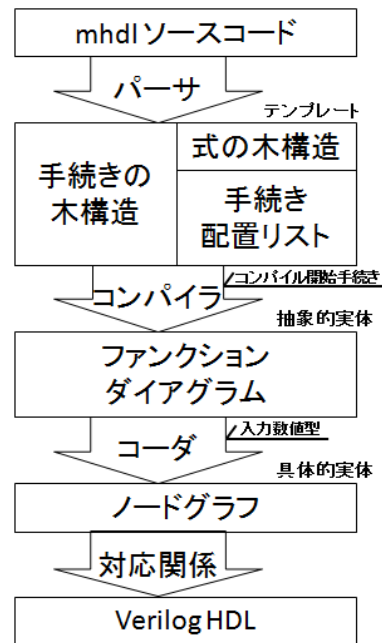 mhdl ソースコード
パーサ
テンプレート
手続きの
木構造
式の木構造
手続き
配置リスト
コンパイラ
コンパイル開始手続き
抽象的実体
ファンクション
ダイアグラム
コーダ
入力数値型
具体的実体
ノードグラフ
対応関係
Verilog HDL